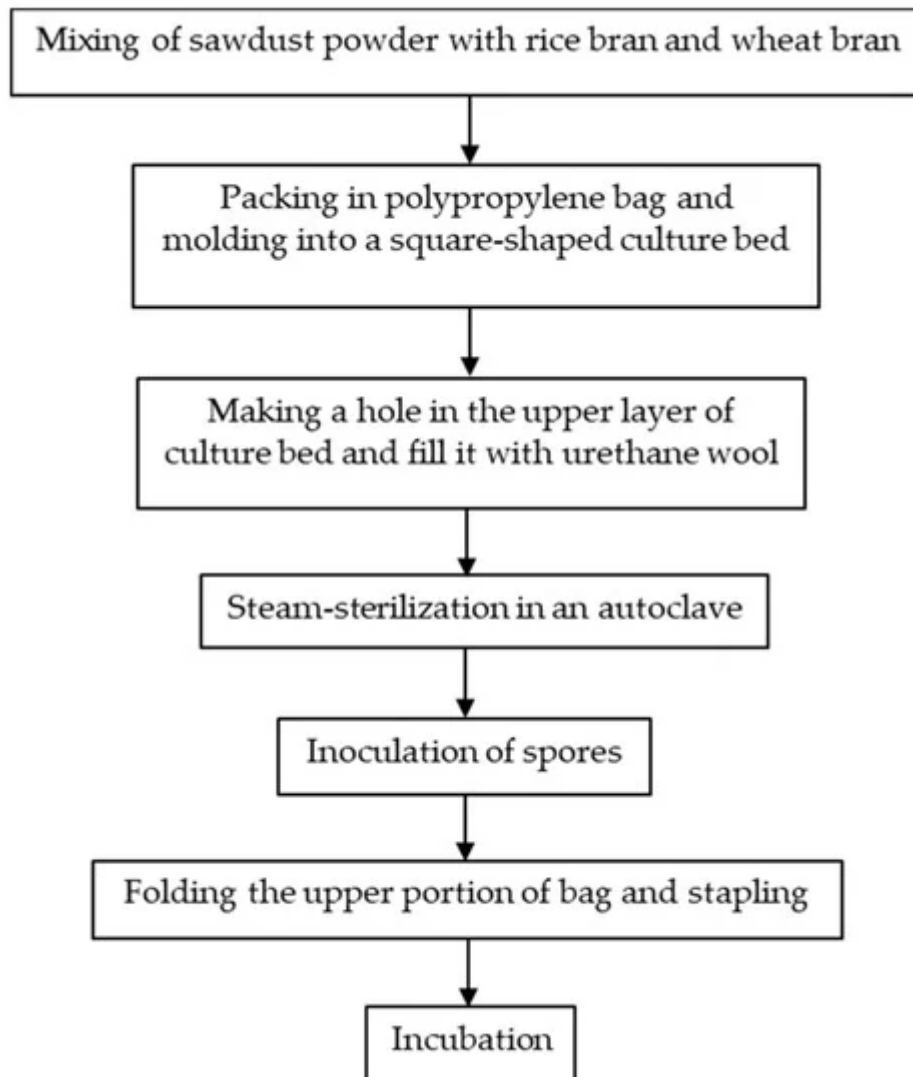 Mixing of sawdust powder with rice bran and wheat bran
Packing in polypropylene bag and
molding into a square-shaped culture bed
Making a hole in the upper layer of
culture bed and fill it with urethane wool
Steam-sterilization in an autoclave
Inoculation of spores
Folding the upper portion of bag and stapling
Incubation